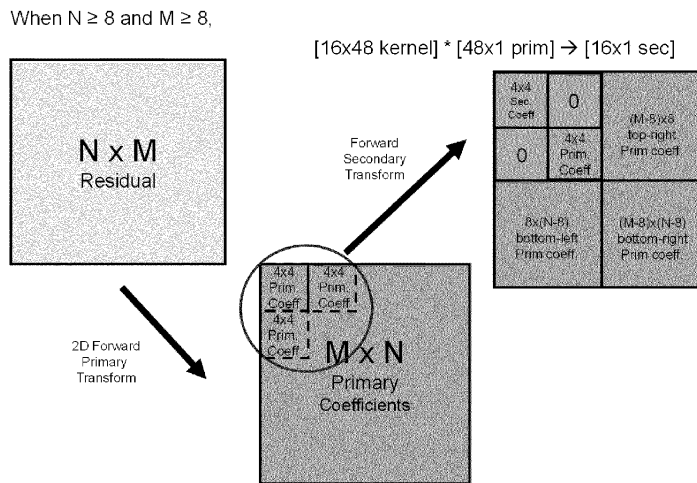 When N ≥ 8 and M ≥ 8,
[16x48 kernel] * [48x1 prim] → [16x1 sec]
N x M
Residual
Forward
Secondary
Transform
4x4
Sec.
Coeff
0
0
4x4
Prim.
Coeff
(M-8)x8
top-right
Prim coeff.
8x(N-8)
bottom-left
Prim coeff.
(M-8)x(N-8)
bottom-right
Prim coeff.
2D Forward
Primary
Transform
4x4
Prim.
Coeff
4x4
Prim.
Coeff
4x4
Prim.
Coeff
M x N
Primary
Coefficients